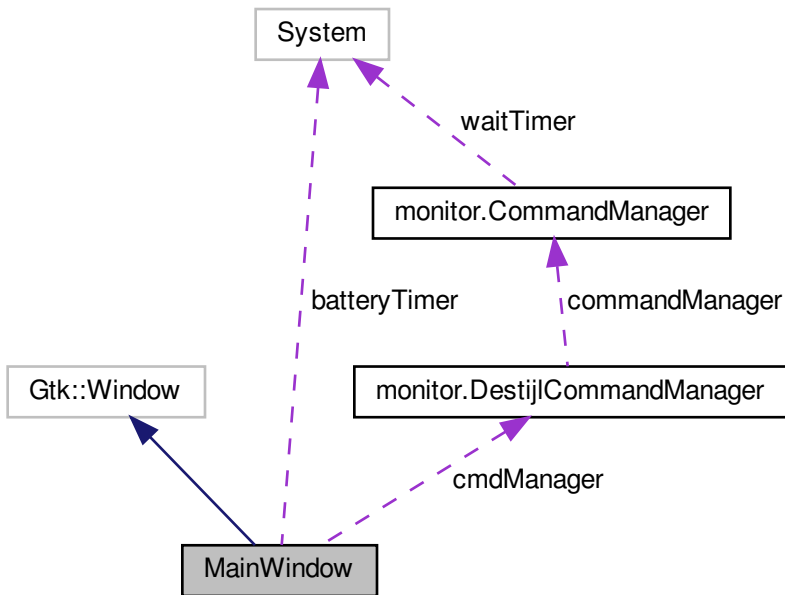 System
waitTimer
monitor.CommandManager
batteryTimer
commandManager
Gtk::Window
monitor.DestijlCommandManager
cmdManager
MainWindow